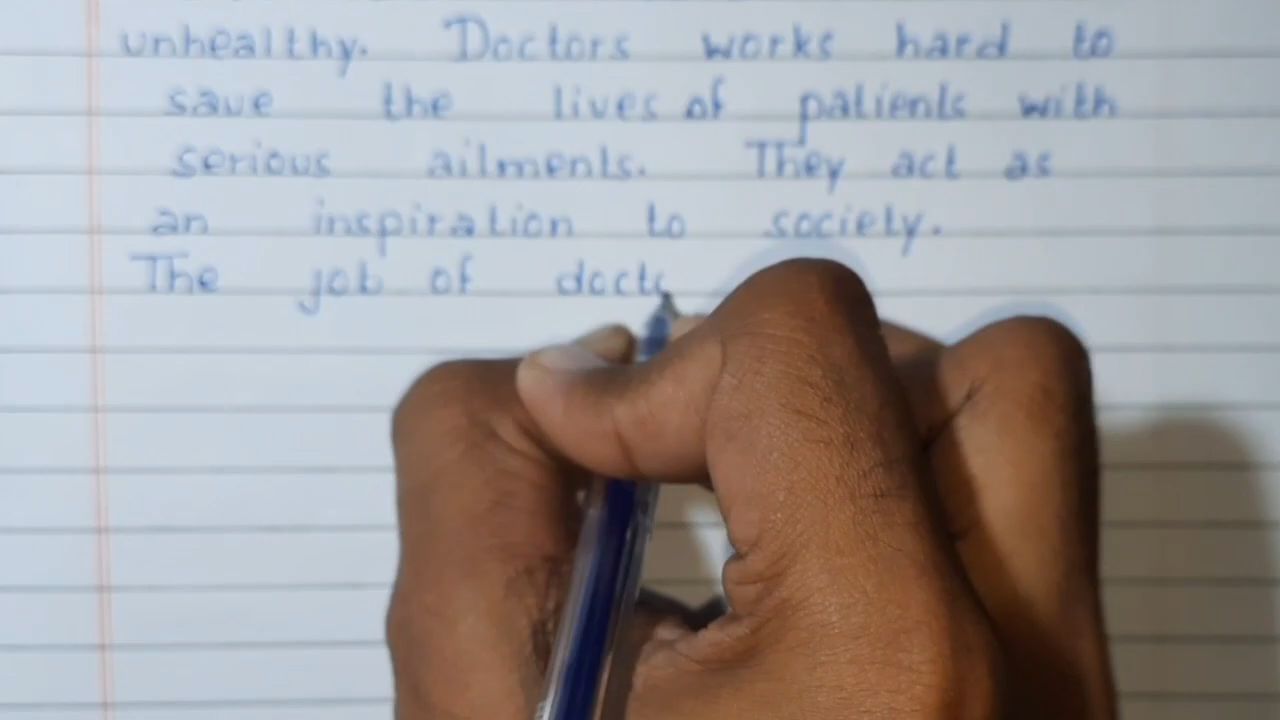 unhealthy. Doctors works hard to
save the lives of patients with
serious ailments. They act as
an inspiration to society.
The job of doct